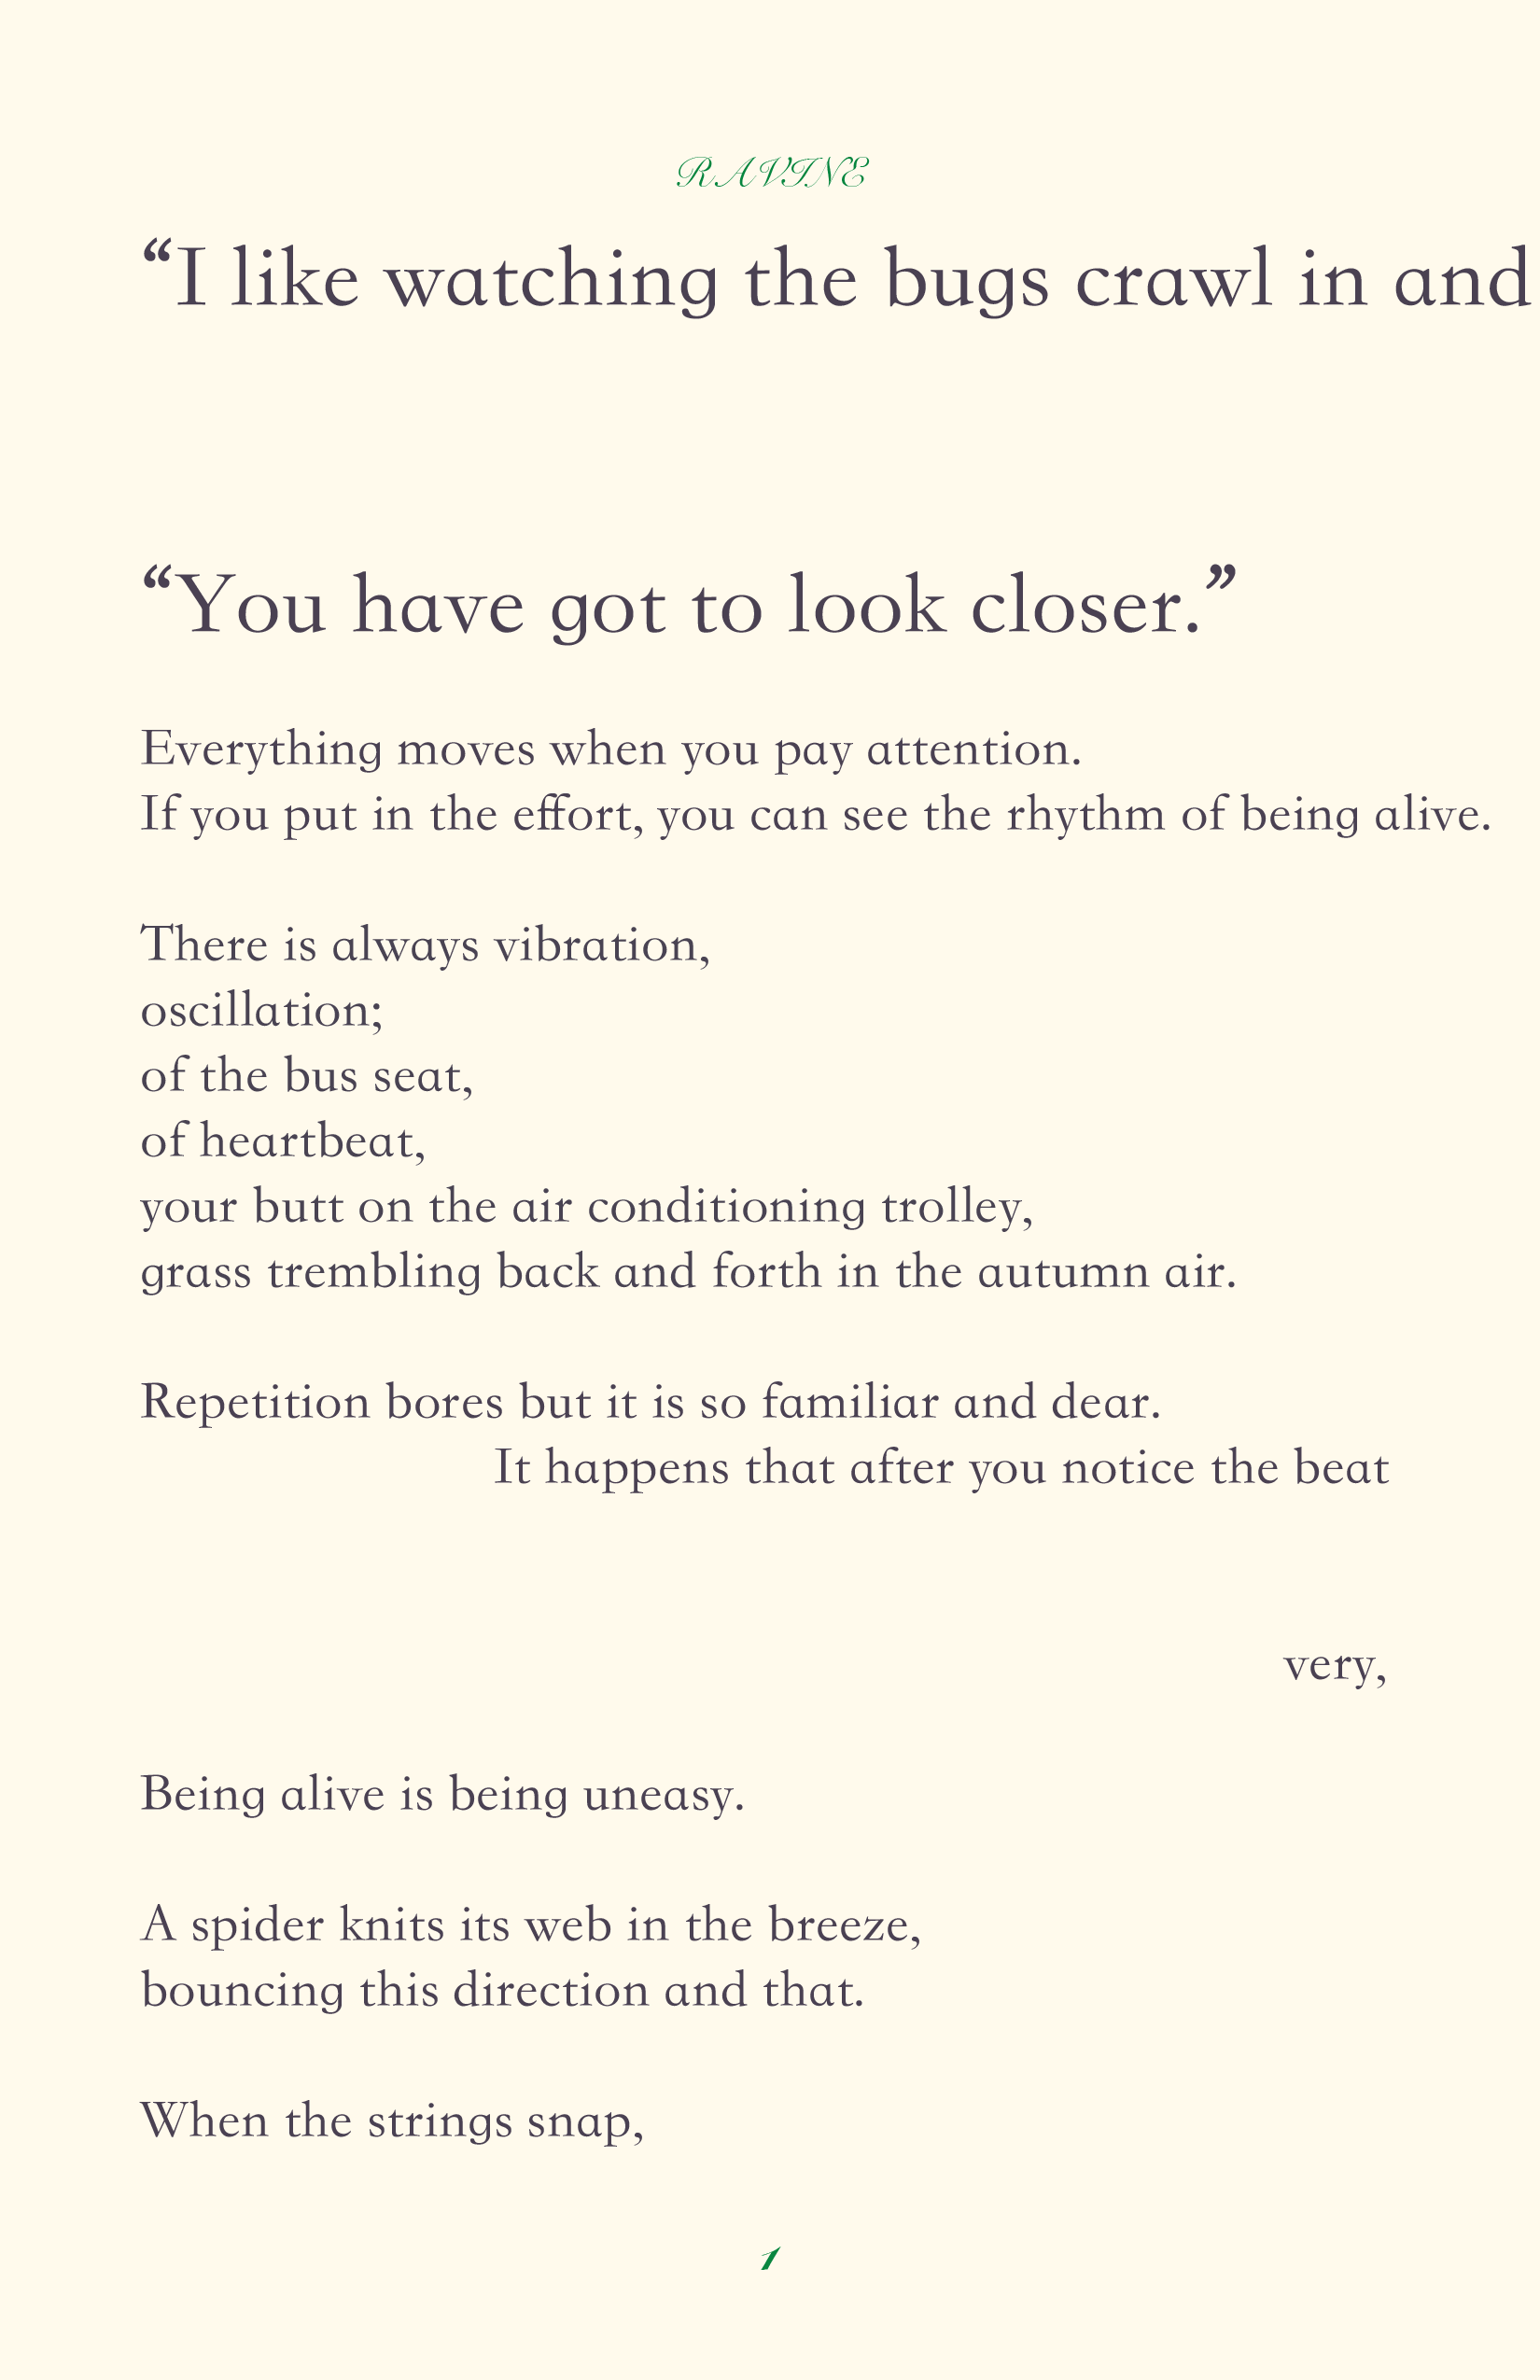 RAVINE
“I like watching the bugs crawl in and
“You have got to look closer.”
Everything moves when you pay attention.
If you put in the effort, you can see the rhythm of being alive.
There is always vibration,
oscillation;
of the bus seat,
of heartbeat,
your butt on the air conditioning trolley,
grass trembling back and forth in the autumn air.
Repetition bores but it is so familiar and dear.
It happens that after you notice the beat
very,
Being alive is being uneasy.
A spider knits its web in the breeze,
bouncing this direction and that.
When the strings snap,
1